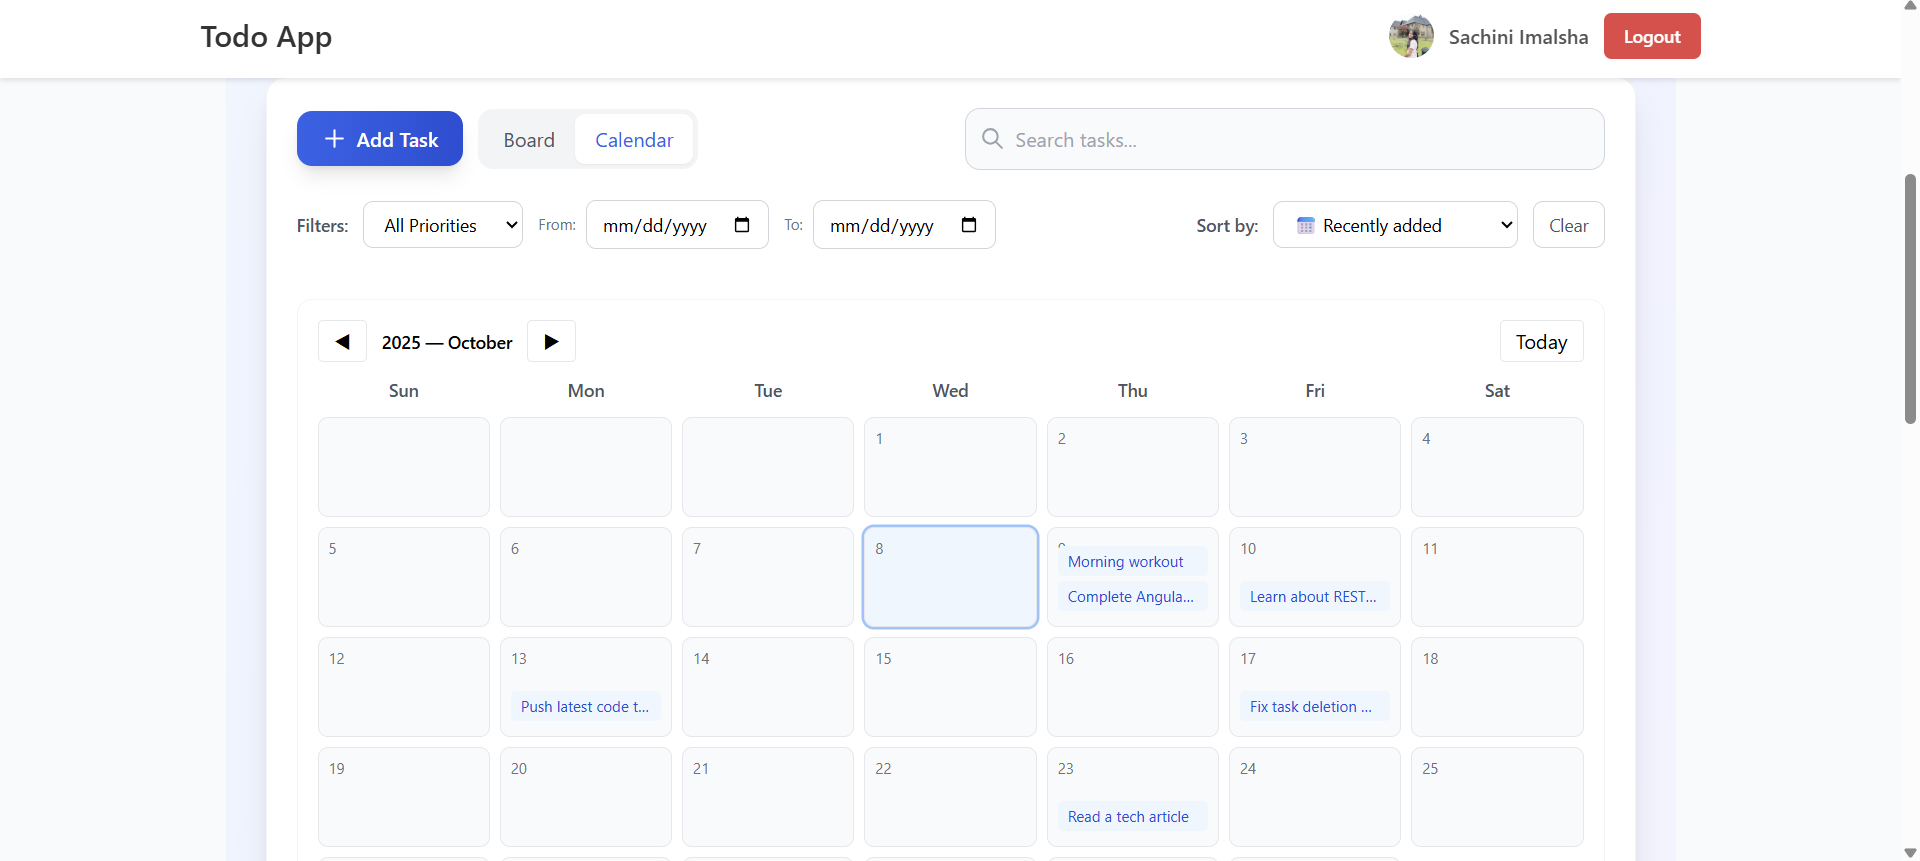 Todo App
Sachini Imalsha
Logout
+ Add Task
Board
Calendar
Search tasks...
Filters:
All Priorities
From:
mm/dd/yyyy
To:
mm/dd/yyyy
Sort by:
Recently added
Clear
◀
2025 — October
▶
Today
Sun Mon Tue Wed Thu Fri Sat
1 2 3 4
5 6 7 8 10 11
Morning workout
Complete Angula...
Learn about REST...
12 13 14 15 16 17 18
Push latest code t...
Fix task deletion ...
19 20 21 22 23 24 25
Read a tech article